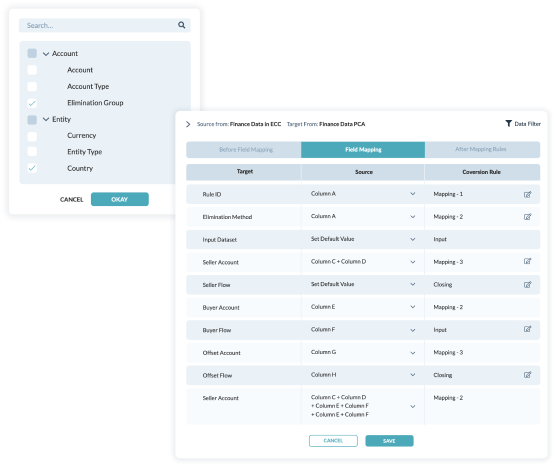 Search...
Account
Account
Account Type
Elimination Group
Entity
Currency
Entity Type
Country
CANCEL OKAY
Source from: Finance Data in ECC Target From: Finance Data PCA Data Filter
Before Field Mapping Field Mapping After Mapping Rules
Target Source Coversion Rule
Rule ID Column A Mapping - 1
Elimination Method Column A Mapping - 2
Input Dataset Set Default Value Input
Seller Account Column C + Column D Mapping - 3
Seller Flow Set Default Value Closing
Buyer Account Column E Mapping - 2
Buyer Flow Column F Input
Offset Account Column G Mapping - 3
Offset Flow Column H Closing
Seller Account Column C + Column D Mapping - 2
+ Column E + Column F
+ Column E + Column F
CANCEL SAVE